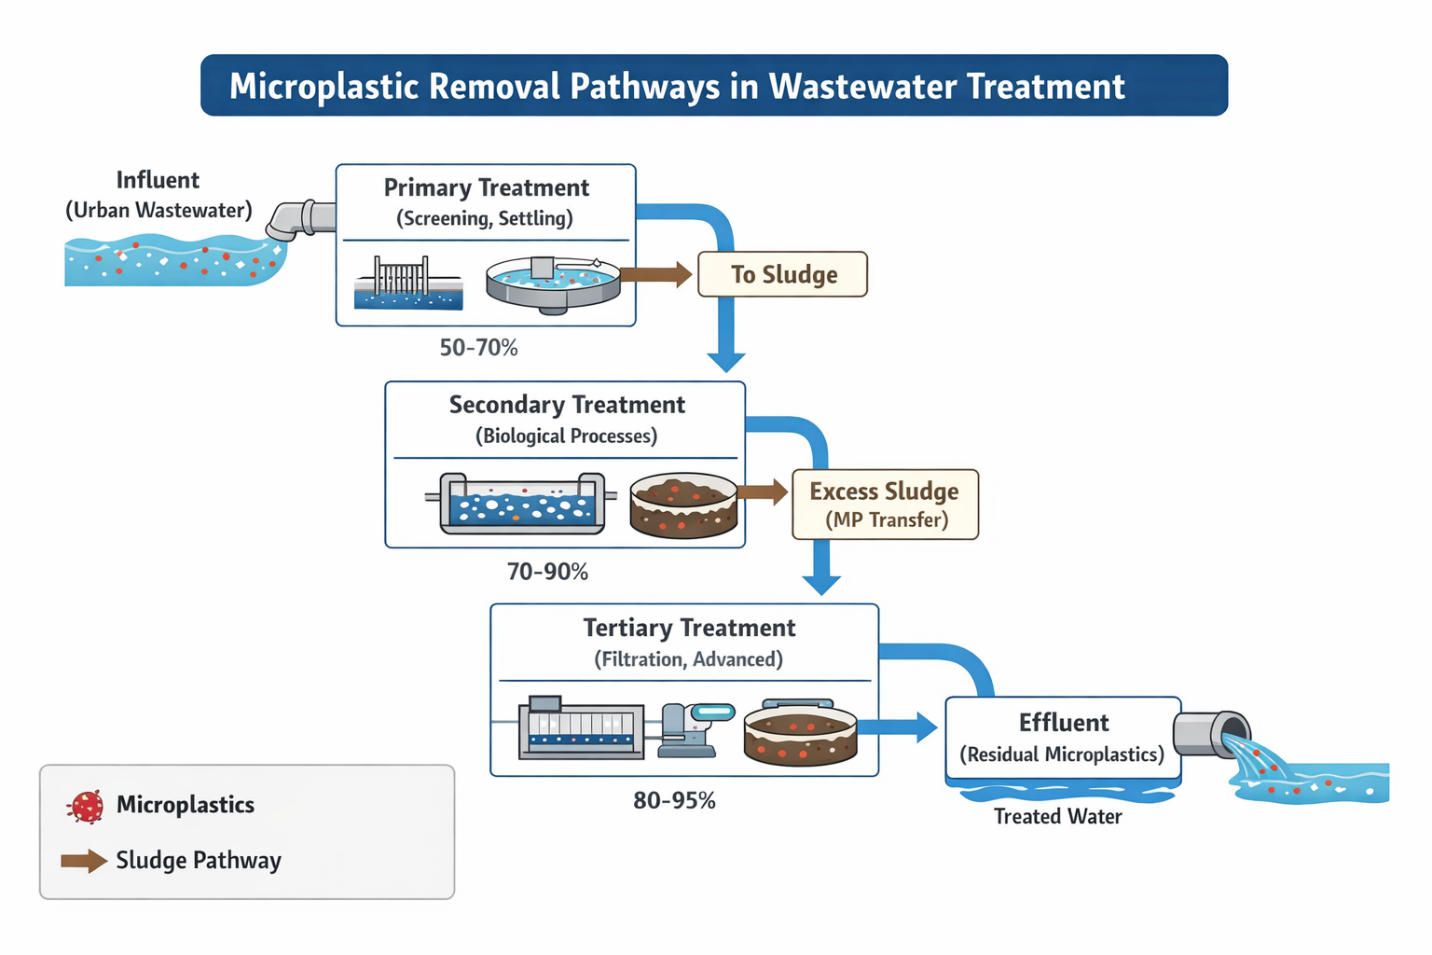 Microplastic Removal Pathways in Wastewater Treatment
Influent
(Urban Wastewater)
Primary Treatment
(Screening, Settling)
To Sludge
50-70%
Secondary Treatment
(Biological Processes)
Excess Sludge
(MP Transfer)
70-90%
Tertiary Treatment
(Filtration, Advanced)
Effluent
(Residual Microplastics)
80-95%
Treated Water
Microplastics
Sludge Pathway